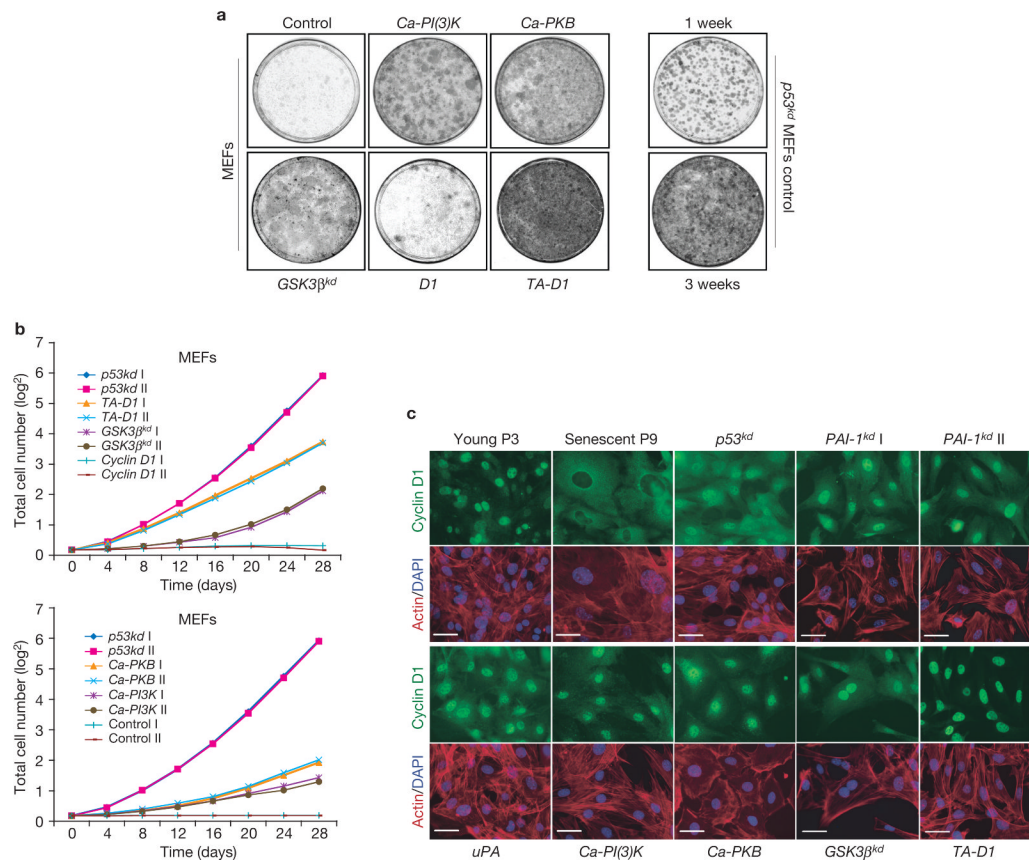 a
Control Ca-PI(3)K Ca-PKB 1 week
MEFs
p53ᵏᵈ MEFs control
GSK3βᵏᵈ D1 TA-D1 3 weeks
b
MEFs
Total cell number (log²)
7
6
5
4
3
2
1
0
p53kd I
p53kd II
TA-D1 I
TA-D1 II
GSK3βᵏᵈ I
GSK3βᵏᵈ II
Cyclin D1 I
Cyclin D1 II
0 4 8 12 16 20 24 28
Time (days)
MEFs
Total cell number (log²)
7
6
5
4
3
2
1
0
p53kd I
p53kd II
Ca-PKB I
Ca-PKB II
Ca-PI3K I
Ca-PI3K II
Control I
Control II
0 4 8 12 16 20 24 28
Time (days)
c
Young P3 Senescent P9 p53ᵏᵈ PAI-1ᵏᵈ I PAI-1ᵏᵈ II
Cyclin D1
Actin/DAPI
Cyclin D1
Actin/DAPI
uPA Ca-PI(3)K Ca-PKB GSK3βᵏᵈ TA-D1